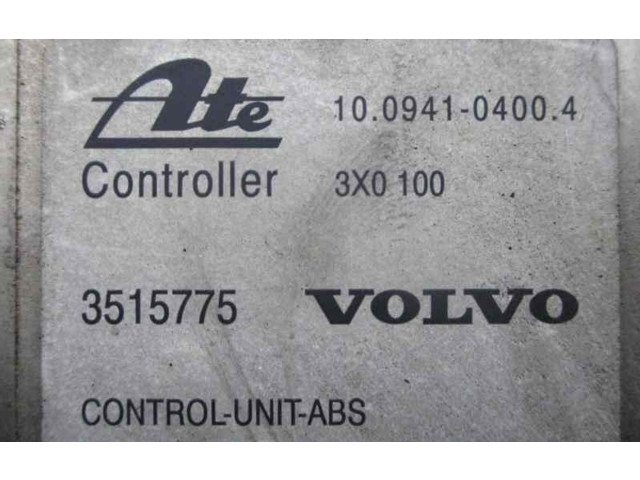 Ate 10.0941-0400.4
Controller 3X0 100
3515775 VOLVO
CONTROL-UNIT-ABS